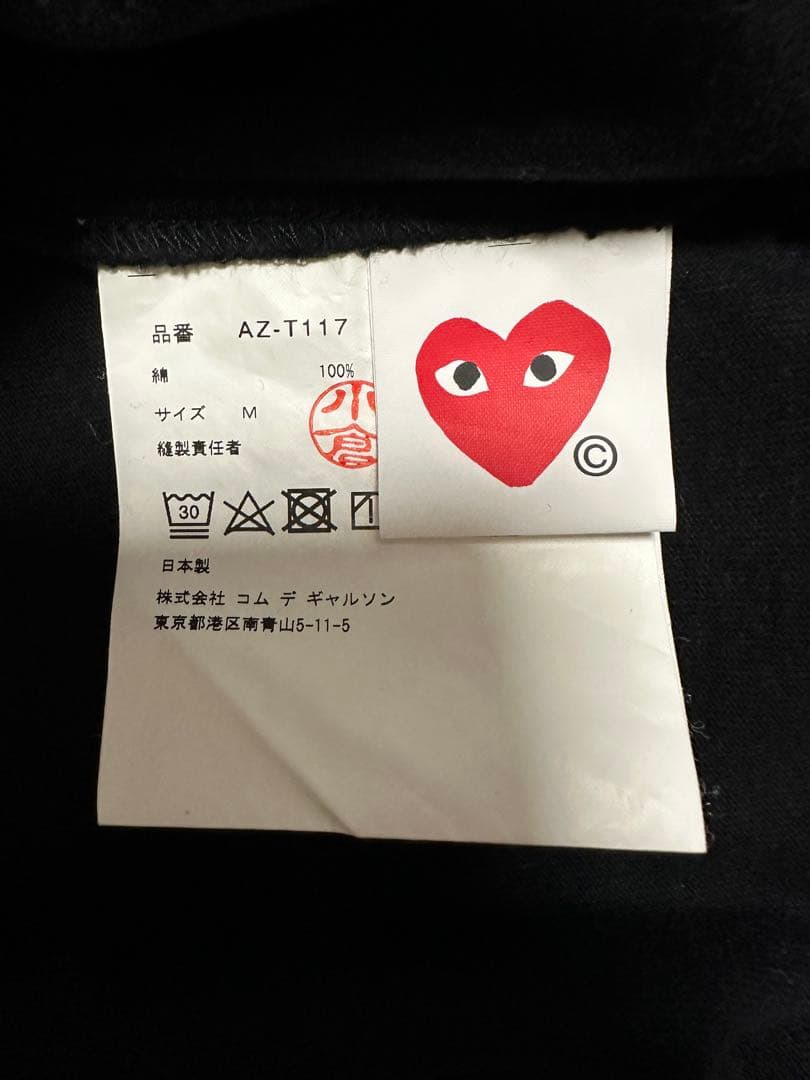 品番 AZ-T117
綿 100%
サイズ M
縫製責任者
小倉
30
日本製
株式会社 コム デ ギャルソン
東京都港区南青山5-11-5
©